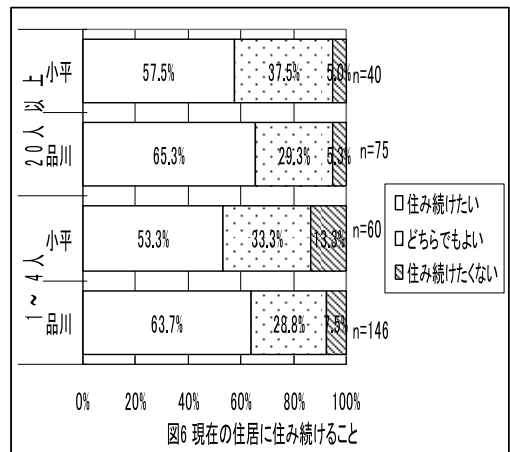 20人以上
小平
57.5%
37.5%
5.0%
n=40
品川
65.3%
29.3%
5.3%
n=75
1~4人
小平
53.3%
33.3%
13.3%
n=60
品川
63.7%
28.8%
7.5%
n=146
住み続けたい
どちらでもよい
住み続けたくない
0% 20% 40% 60% 80% 100%
図6 現在の住居に住み続けること